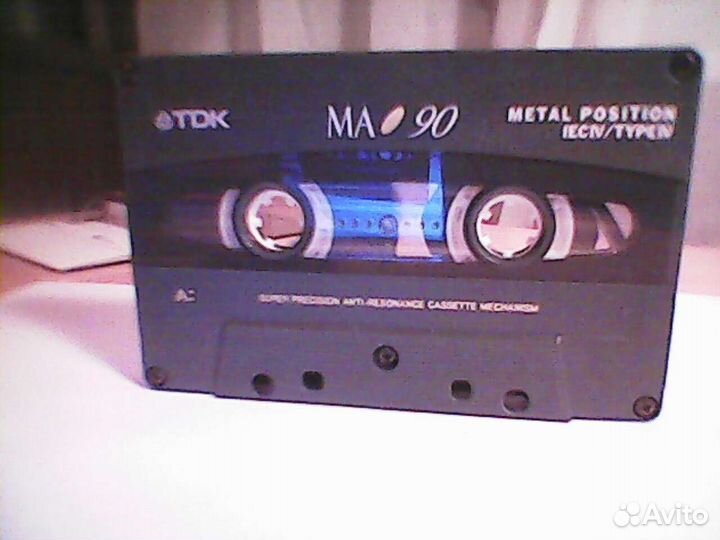 TDK
MA 90
METAL POSITION
IECIV/TYPEIV
A
SUPER PRECISION ANTI-RESONANCE CASSETTE MECHANISM
Avito